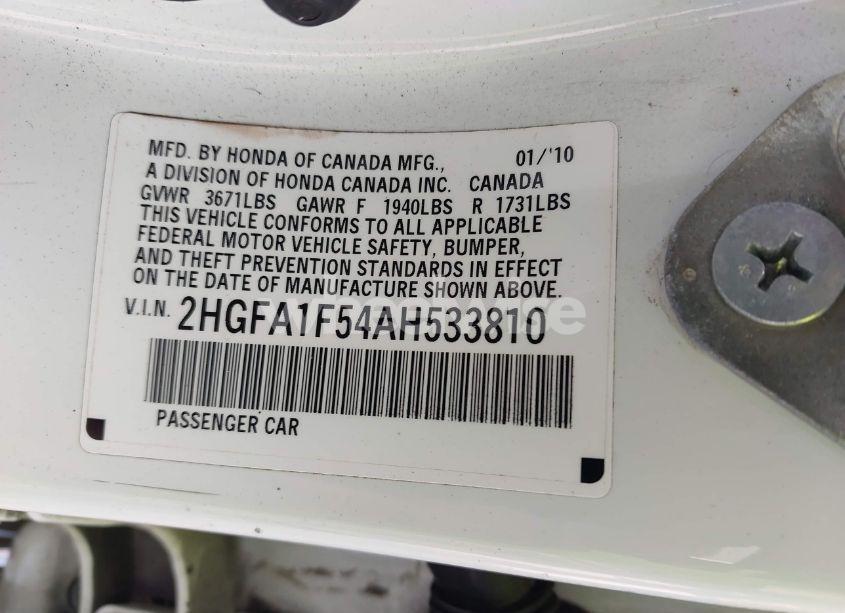 MFD. BY HONDA OF CANADA MFG., 01/'10
A DIVISION OF HONDA CANADA INC. CANADA
GVWR 3671LBS GAWR F 1940LBS R 1731LBS
THIS VEHICLE CONFORMS TO ALL APPLICABLE
FEDERAL MOTOR VEHICLE SAFETY, BUMPER,
AND THEFT PREVENTION STANDARDS IN EFFECT
ON THE DATE OF MANUFACTURE SHOWN ABOVE.
V.I.N. 2HGFA1F54AH533810
PASSENGER CAR